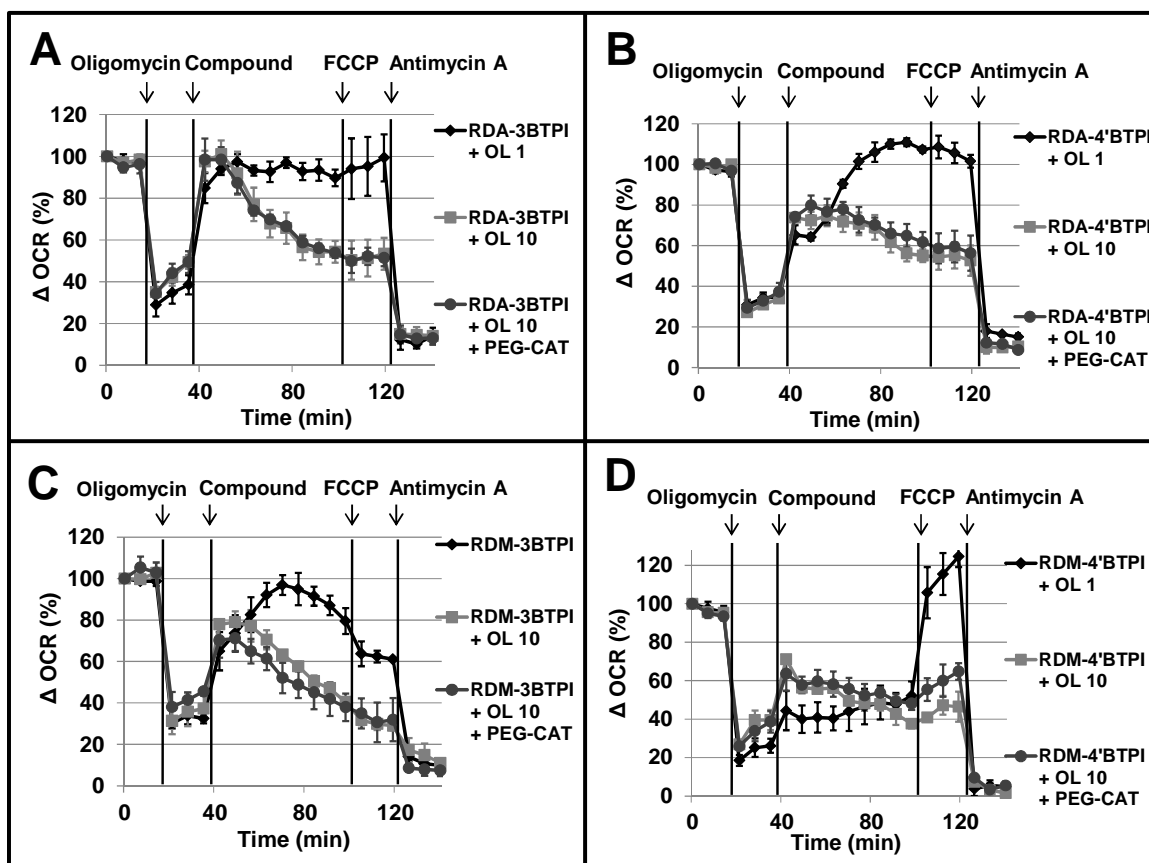 A
Oligomycin Compound FCCP Antimycin A
Δ OCR (%)
120
100
80
60
40
20
0
0 40 80 120
Time (min)
RDA-3BTPI
+ OL 1
RDA-3BTPI
+ OL 10
RDA-3BTPI
+ OL 10
+ PEG-CAT
B
Oligomycin Compound FCCP Antimycin A
Δ OCR (%)
120
100
80
60
40
20
0
0 40 80 120
Time (min)
RDA-4'BTPI
+ OL 1
RDA-4'BTPI
+ OL 10
RDA-4'BTPI
+ OL 10
+ PEG-CAT
C
Oligomycin Compound FCCP Antimycin A
Δ OCR (%)
120
100
80
60
40
20
0
0 40 80 120
Time (min)
RDM-3BTPI
RDM-3BTPI
+ OL 10
RDM-3BTPI
+ OL 10
+ PEG-CAT
D
Oligomycin Compound FCCP Antimycin A
Δ OCR (%)
120
100
80
60
40
20
0
0 40 80 120
Time (min)
RDM-4'BTPI
+ OL 1
RDM-4'BTPI
+ OL 10
RDM-4'BTPI
+ OL 10
+ PEG-CAT